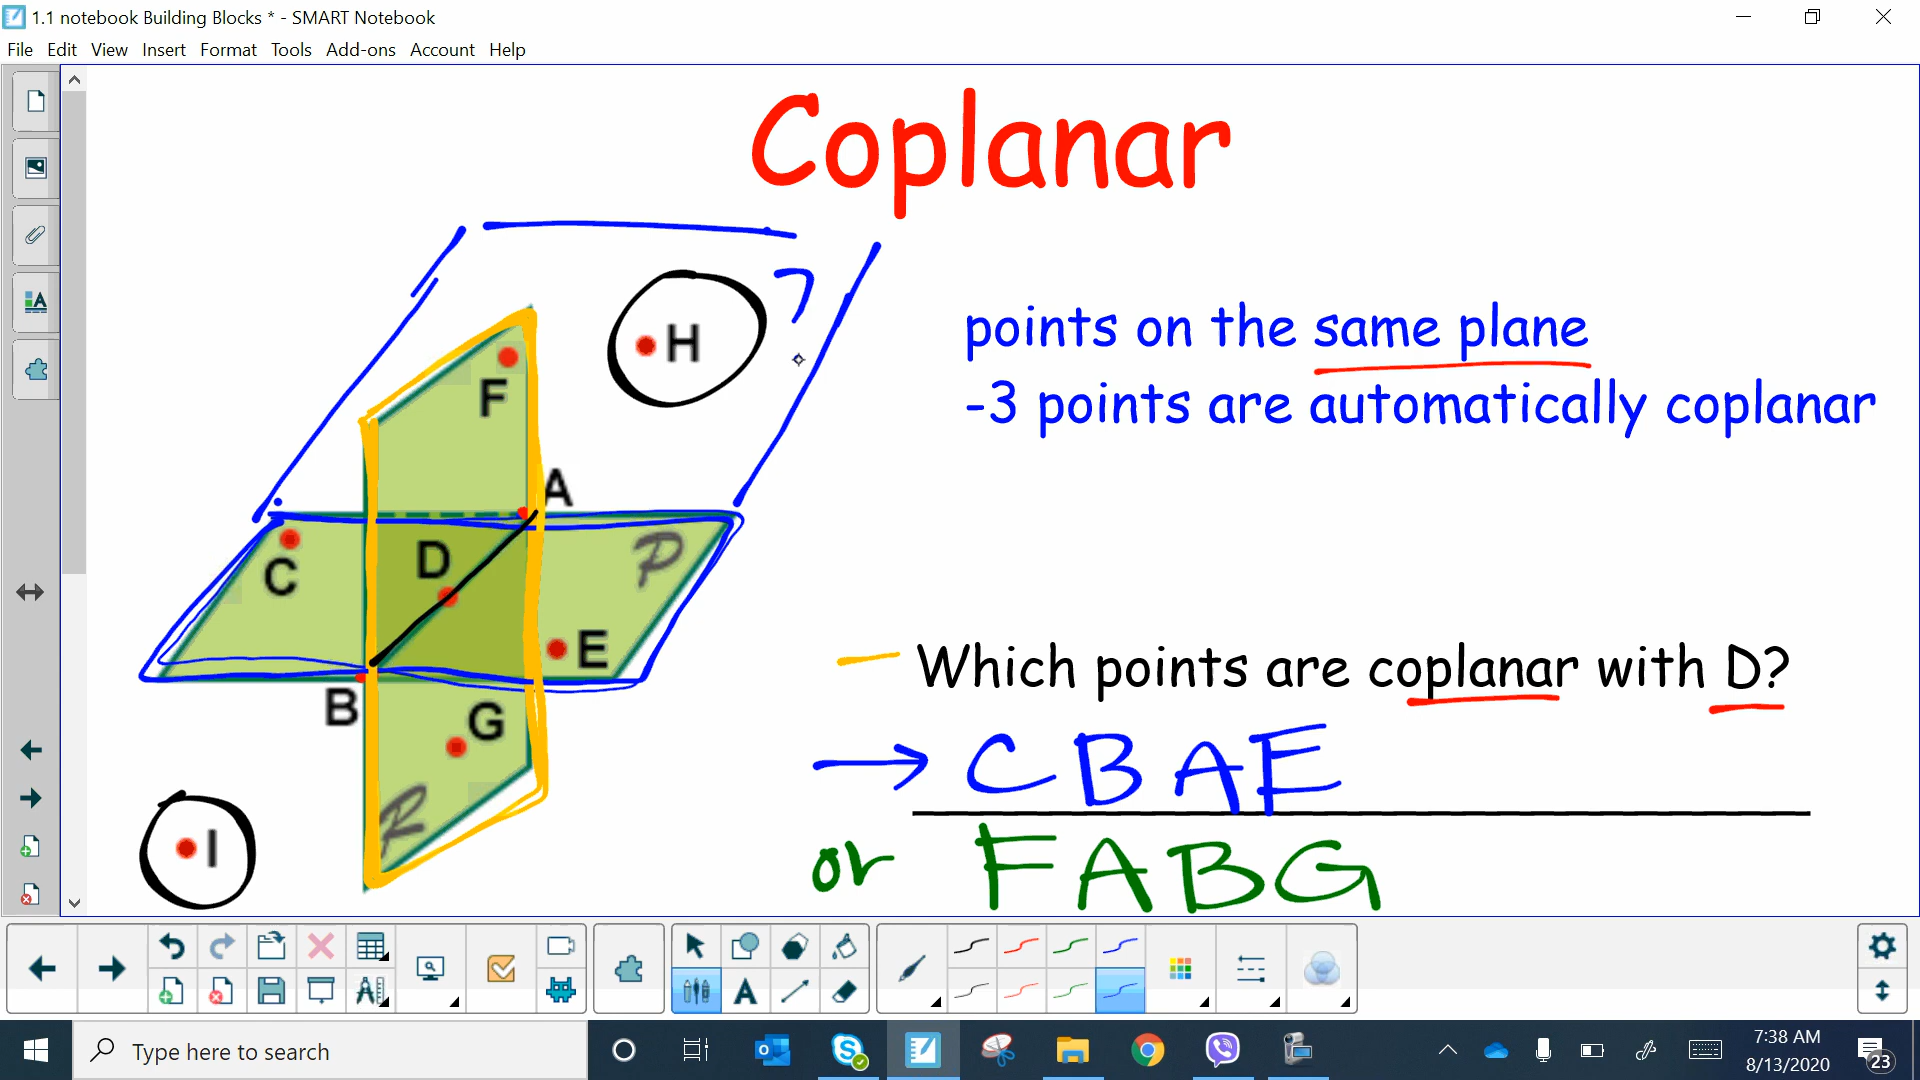 1.1 notebook Building Blocks * - SMART Notebook
File Edit View Insert Format Tools Add-ons Account Help
Coplanar
H
F
points on the same plane
-3 points are automatically coplanar
A
C
D
P
E
Which points are coplanar with D?
B
G
C B A E
R
I
or F A B G
Type here to search
7:38 AM
8/13/2020
23